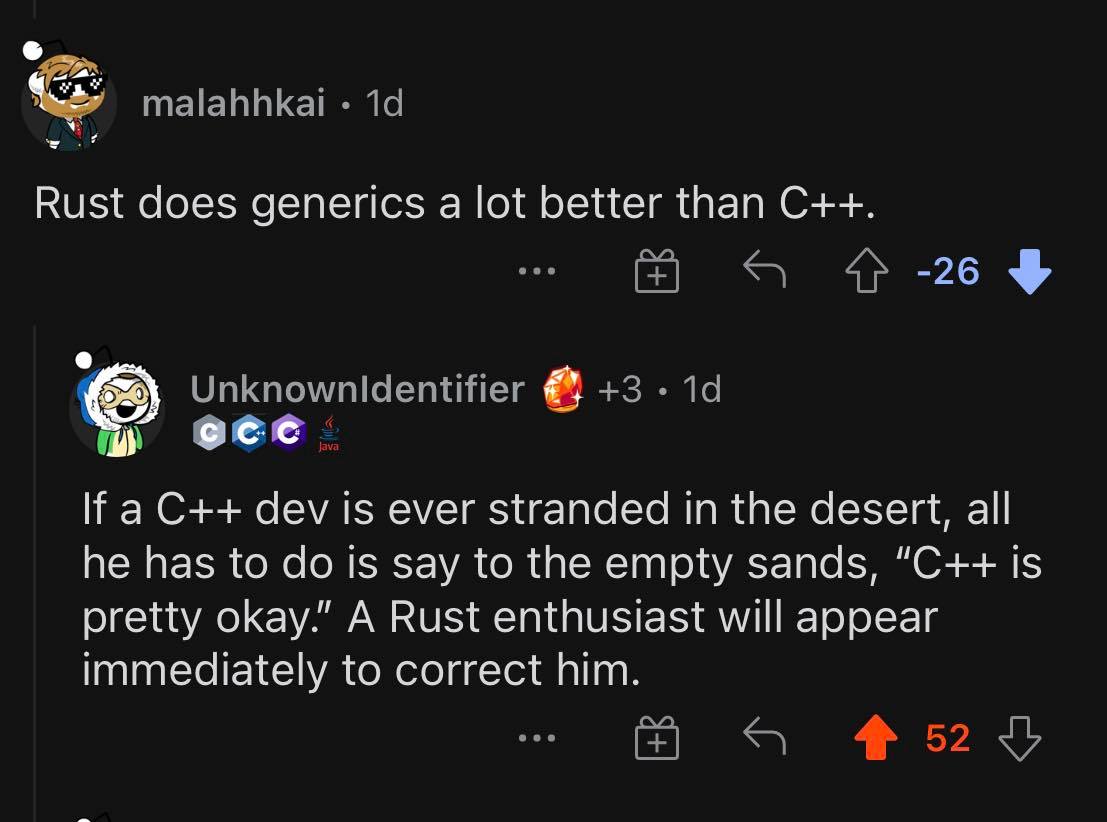 malahhkai • 1d
Rust does generics a lot better than C++.
-26
UnknownIdentifier +3 • 1d
C C++ C# Java
If a C++ dev is ever stranded in the desert, all
he has to do is say to the empty sands, “C++ is
pretty okay.” A Rust enthusiast will appear
immediately to correct him.
52